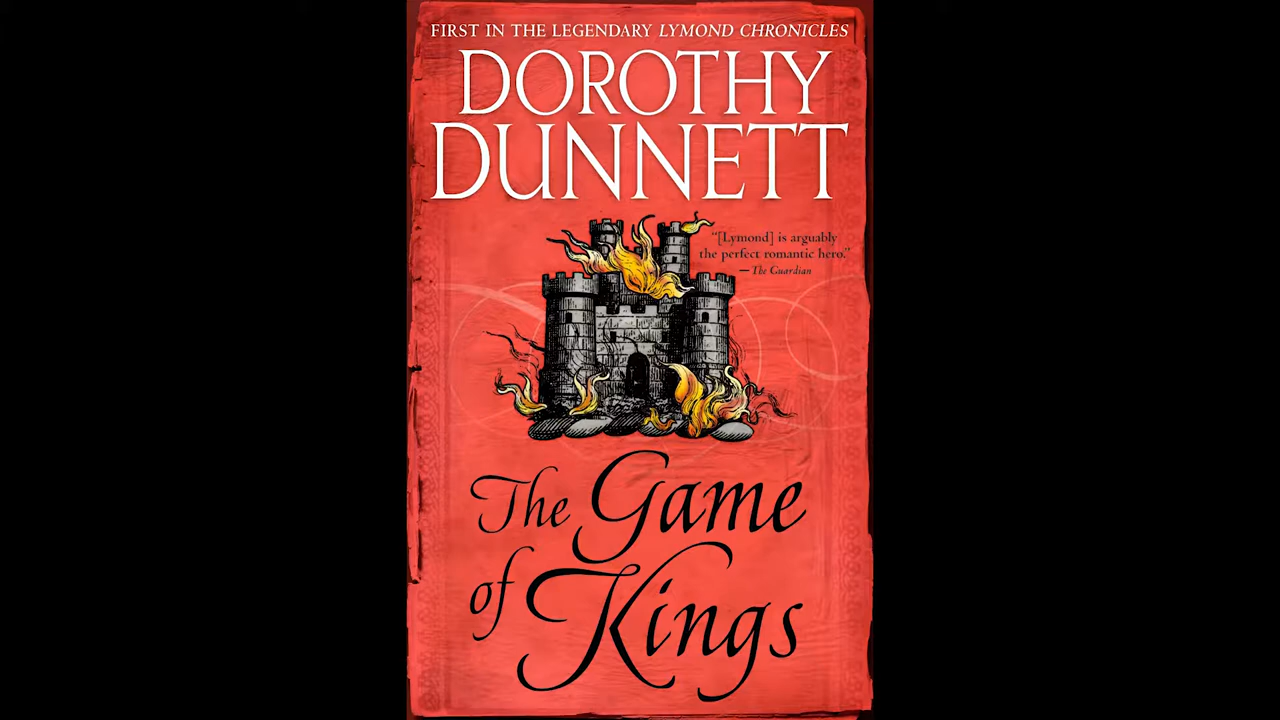 FIRST IN THE LEGENDARY LYMOND CHRONICLES
DOROTHY
DUNNETT
“[Lymond] is arguably
the perfect romantic hero.”
— The Guardian
The Game
of Kings